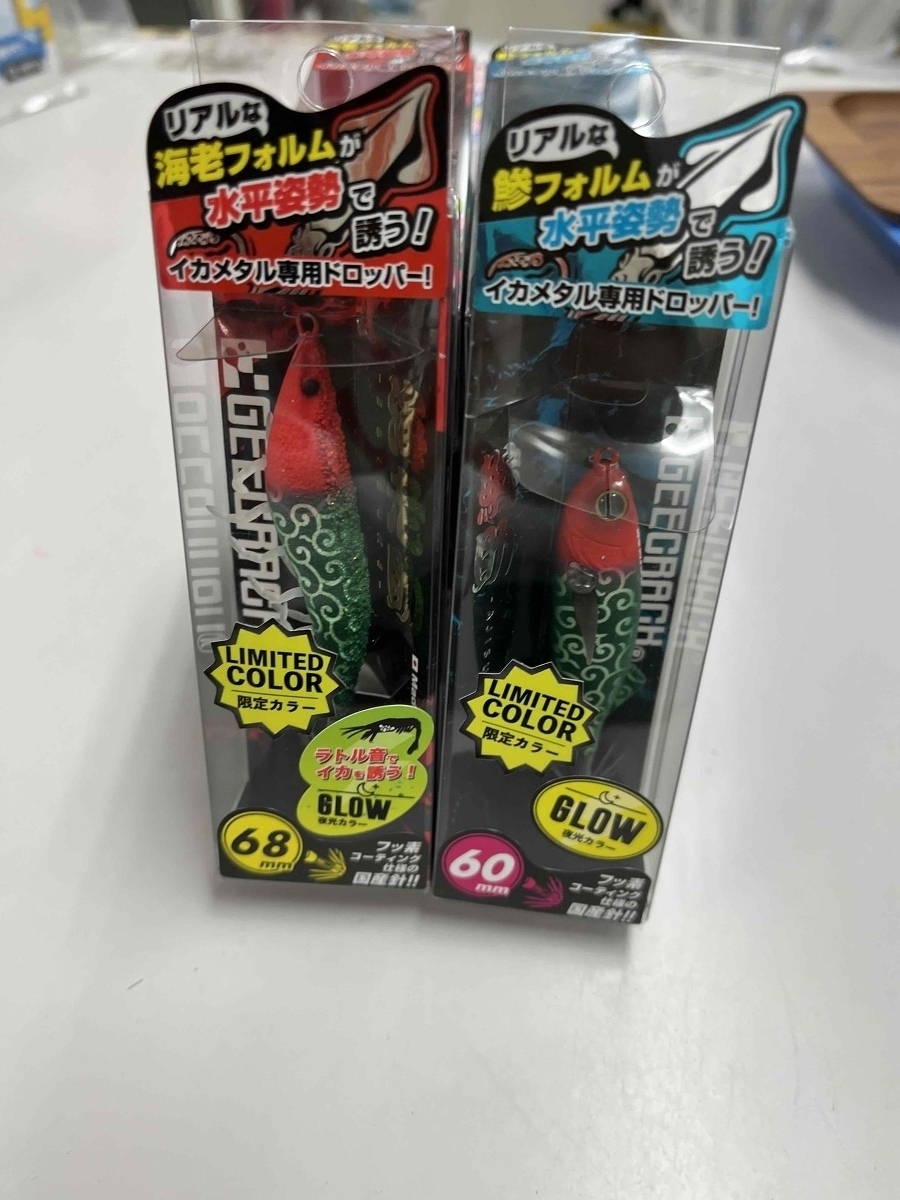 リアルな
海老フォルムが
水平姿勢で
誘う!
イカメタル専用ドロッパー!
GEECRACK
LIMITED
COLOR
限定カラー
ラトル音で
イカも誘う!
GLOW
夜光カラー
68
mm
フッ素
コーティング
仕様の
国産針!!
リアルな
鯵フォルムが
水平姿勢で
誘う!
イカメタル専用ドロッパー!
GEECRACK®
LIMITED
COLOR
限定カラー
GLOW
夜光カラー
60
mm
フッ素
コーティング
仕様の
国産針!!